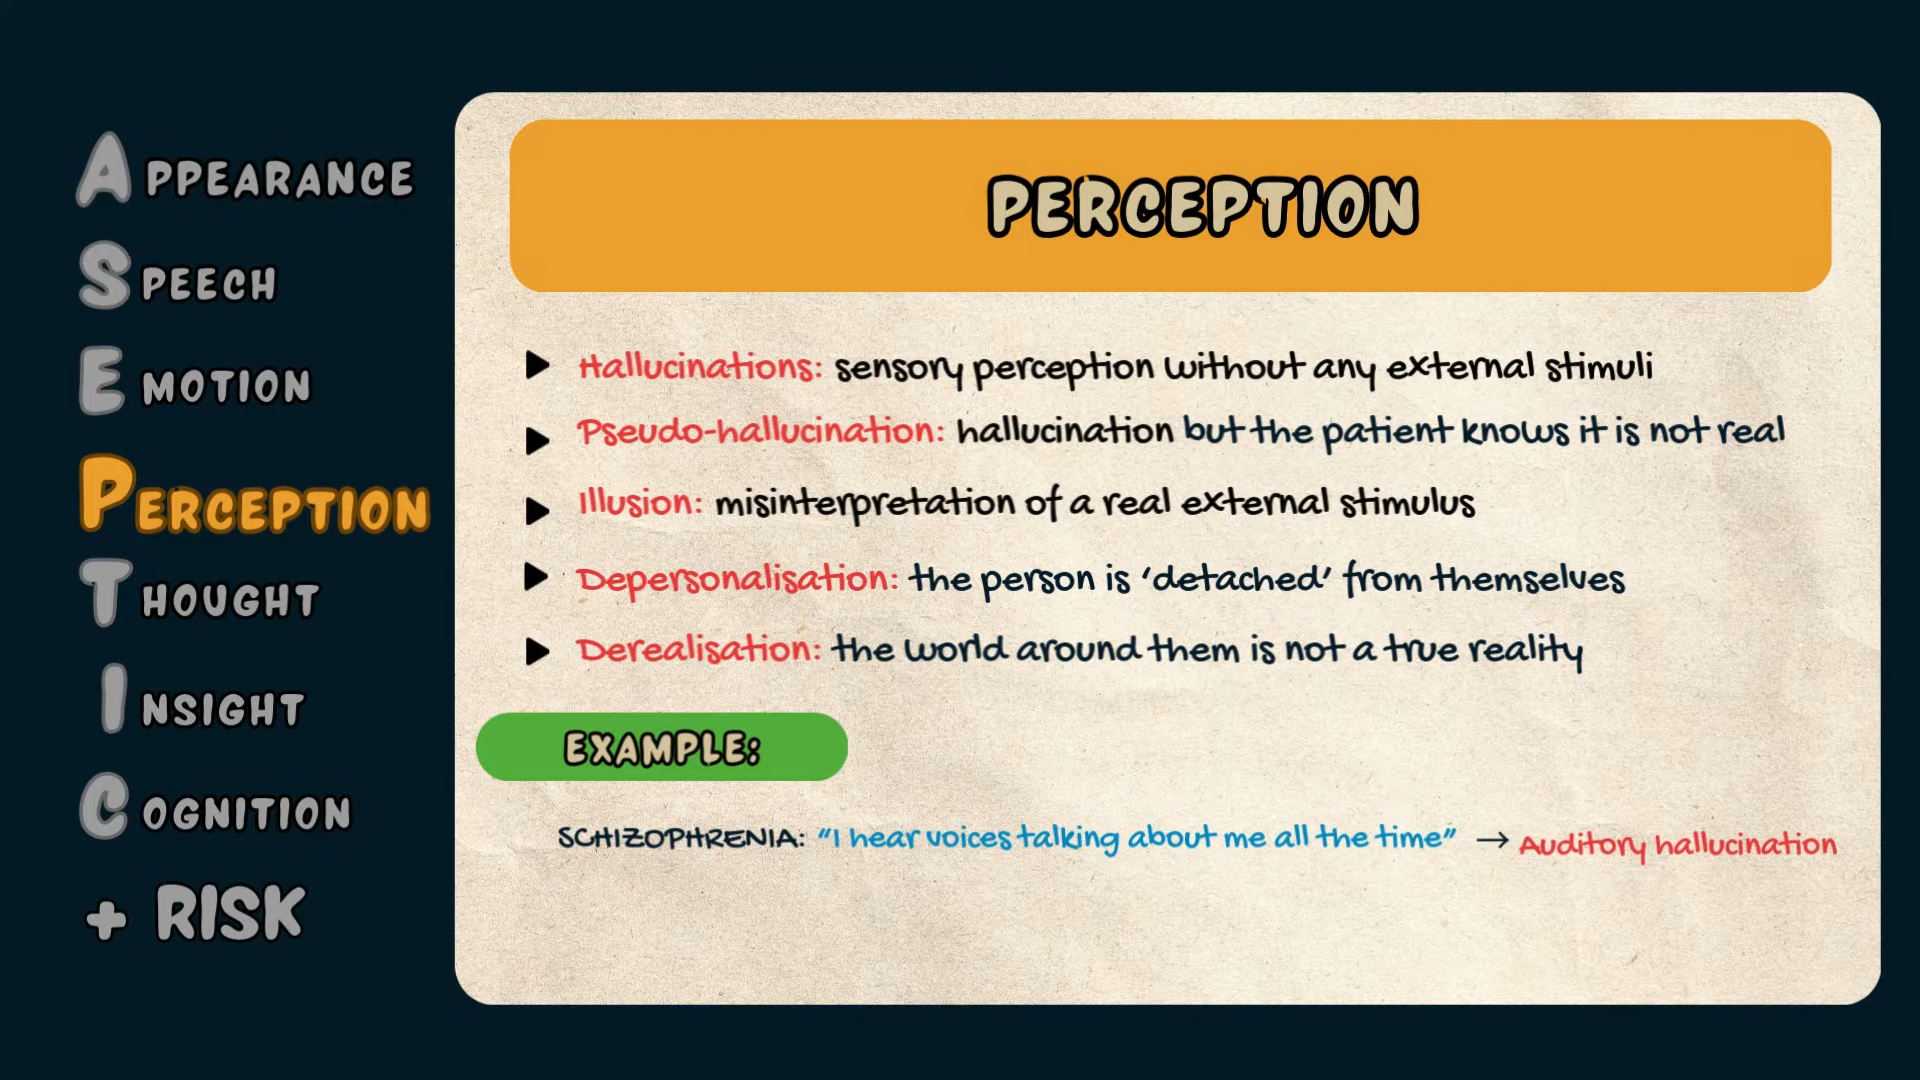 APPEARANCE
SPEECH
EMOTION
PERCEPTION
THOUGHT
INSIGHT
COGNITION
+ RISK
PERCEPTION
Hallucinations: sensory perception without any external stimuli
Pseudo-hallucination: hallucination but the patient knows it is not real
Illusion: misinterpretation of a real external stimulus
Depersonalisation: the person is ‘detached’ from themselves
Derealisation: the world around them is not a true reality
EXAMPLE:
SCHIZOPHRENIA: “I hear voices talking about me all the time” → Auditory hallucination